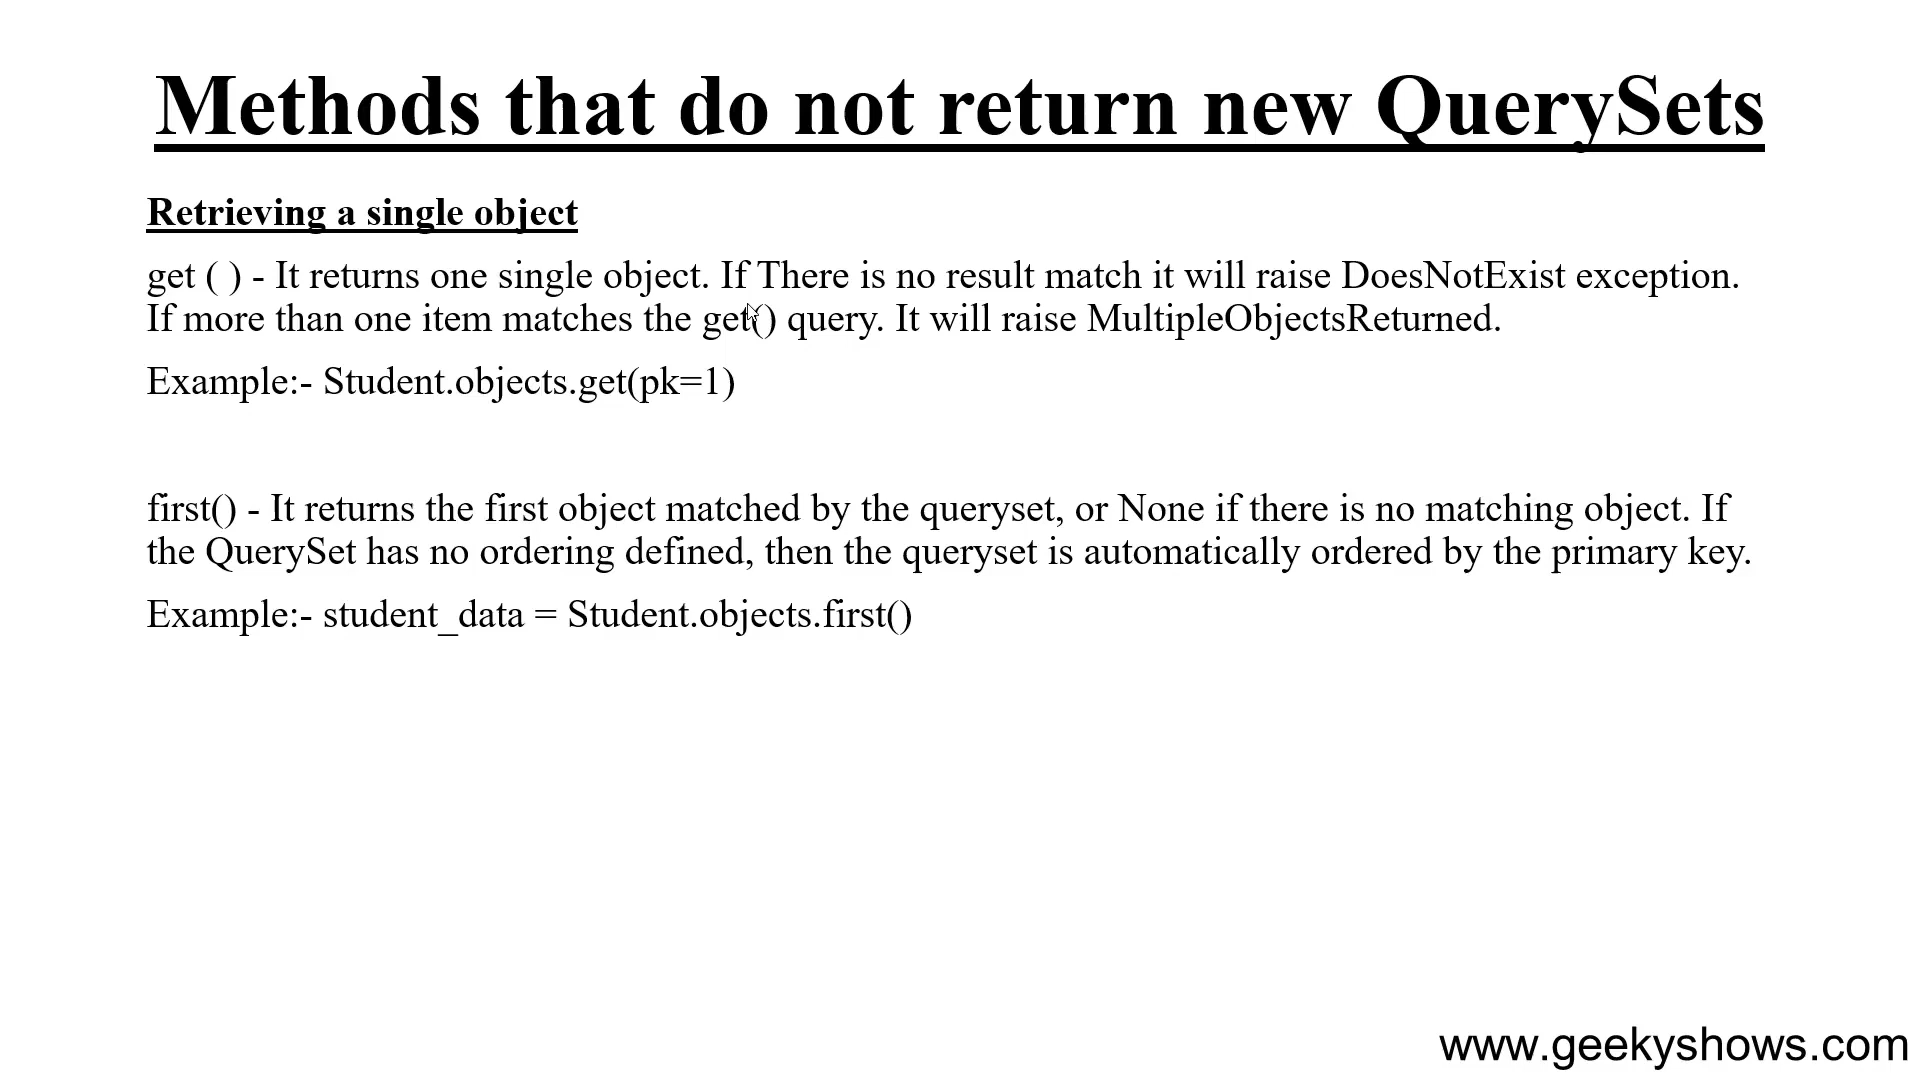 Methods that do not return new QuerySets
Retrieving a single object
get ( ) - It returns one single object. If There is no result match it will raise DoesNotExist exception.
If more than one item matches the get() query. It will raise MultipleObjectsReturned.
Example:- Student.objects.get(pk=1)
first() - It returns the first object matched by the queryset, or None if there is no matching object. If
the QuerySet has no ordering defined, then the queryset is automatically ordered by the primary key.
Example:- student_data = Student.objects.first()
www.geekyshows.com